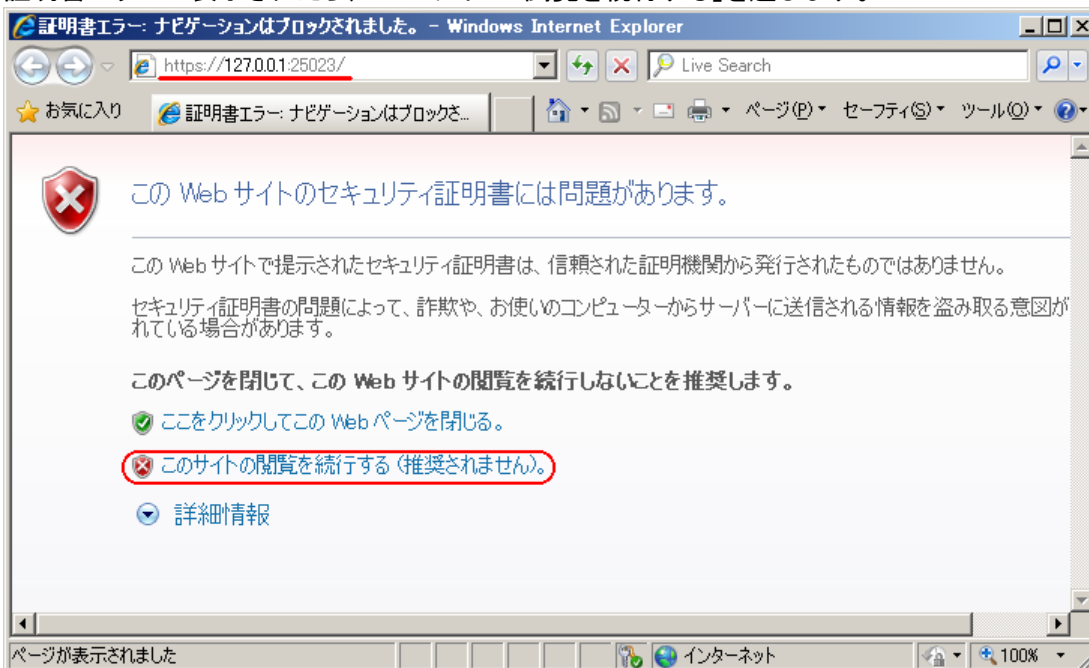 証明書エラー: ナビゲーションはブロックされました。 - Windows Internet Explorer
https://127.0.0.1:25023/
Live Search
お気に入り
証明書エラー: ナビゲーションはブロックさ...
ページ(P)
セーフティ(S)
ツール(O)
この Web サイトのセキュリティ証明書には問題があります。
この Web サイトで提示されたセキュリティ証明書は、信頼された証明機関から発行されたものではありません。
セキュリティ証明書の問題によって、詐欺や、お使いのコンピューターからサーバーに送信される情報を盗み取る意図が
れている場合があります。
このページを閉じて、この Web サイトの閲覧を続行しないことを推奨します。
ここをクリックしてこの Web ページを閉じる。
このサイトの閲覧を続行する (推奨されません)。
詳細情報
ページが表示されました
インターネット
100%